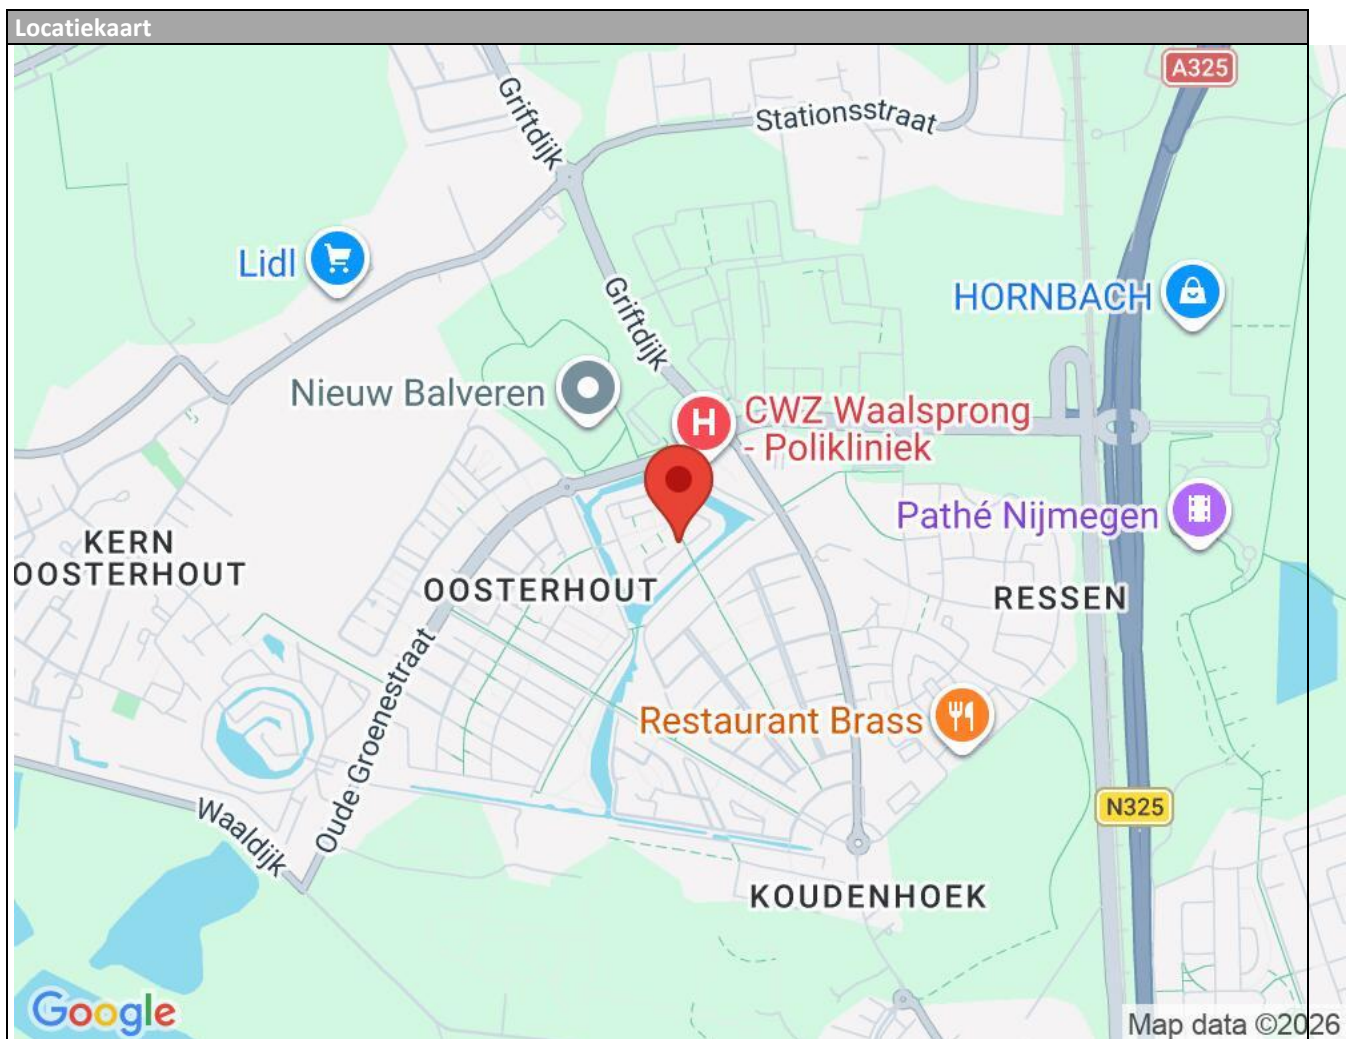 Locatiekaart
A325
Griftdijk
Stationsstraat
Lidl
HORNBACH
Griftdijk
Nieuw Balveren
CWZ Waalsprong
- Polikliniek
Pathé Nijmegen
KERN
OOSTERHOUT
OOSTERHOUT
RESSEN
Oude Groenestraat
Restaurant Brass
Waaldijk
N325
KOUDENHOEK
Google
Map data ©2026